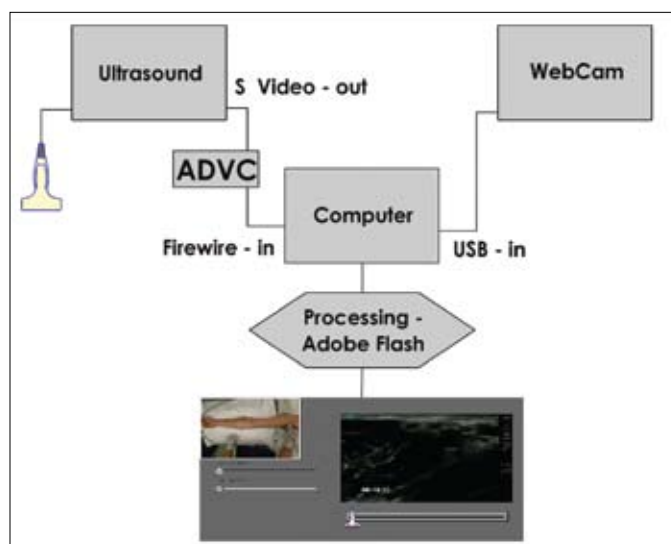 Ultrasound
WebCam
S Video - out
ADVC
Computer
Firewire - in
USB - in
Processing -
Adobe Flash